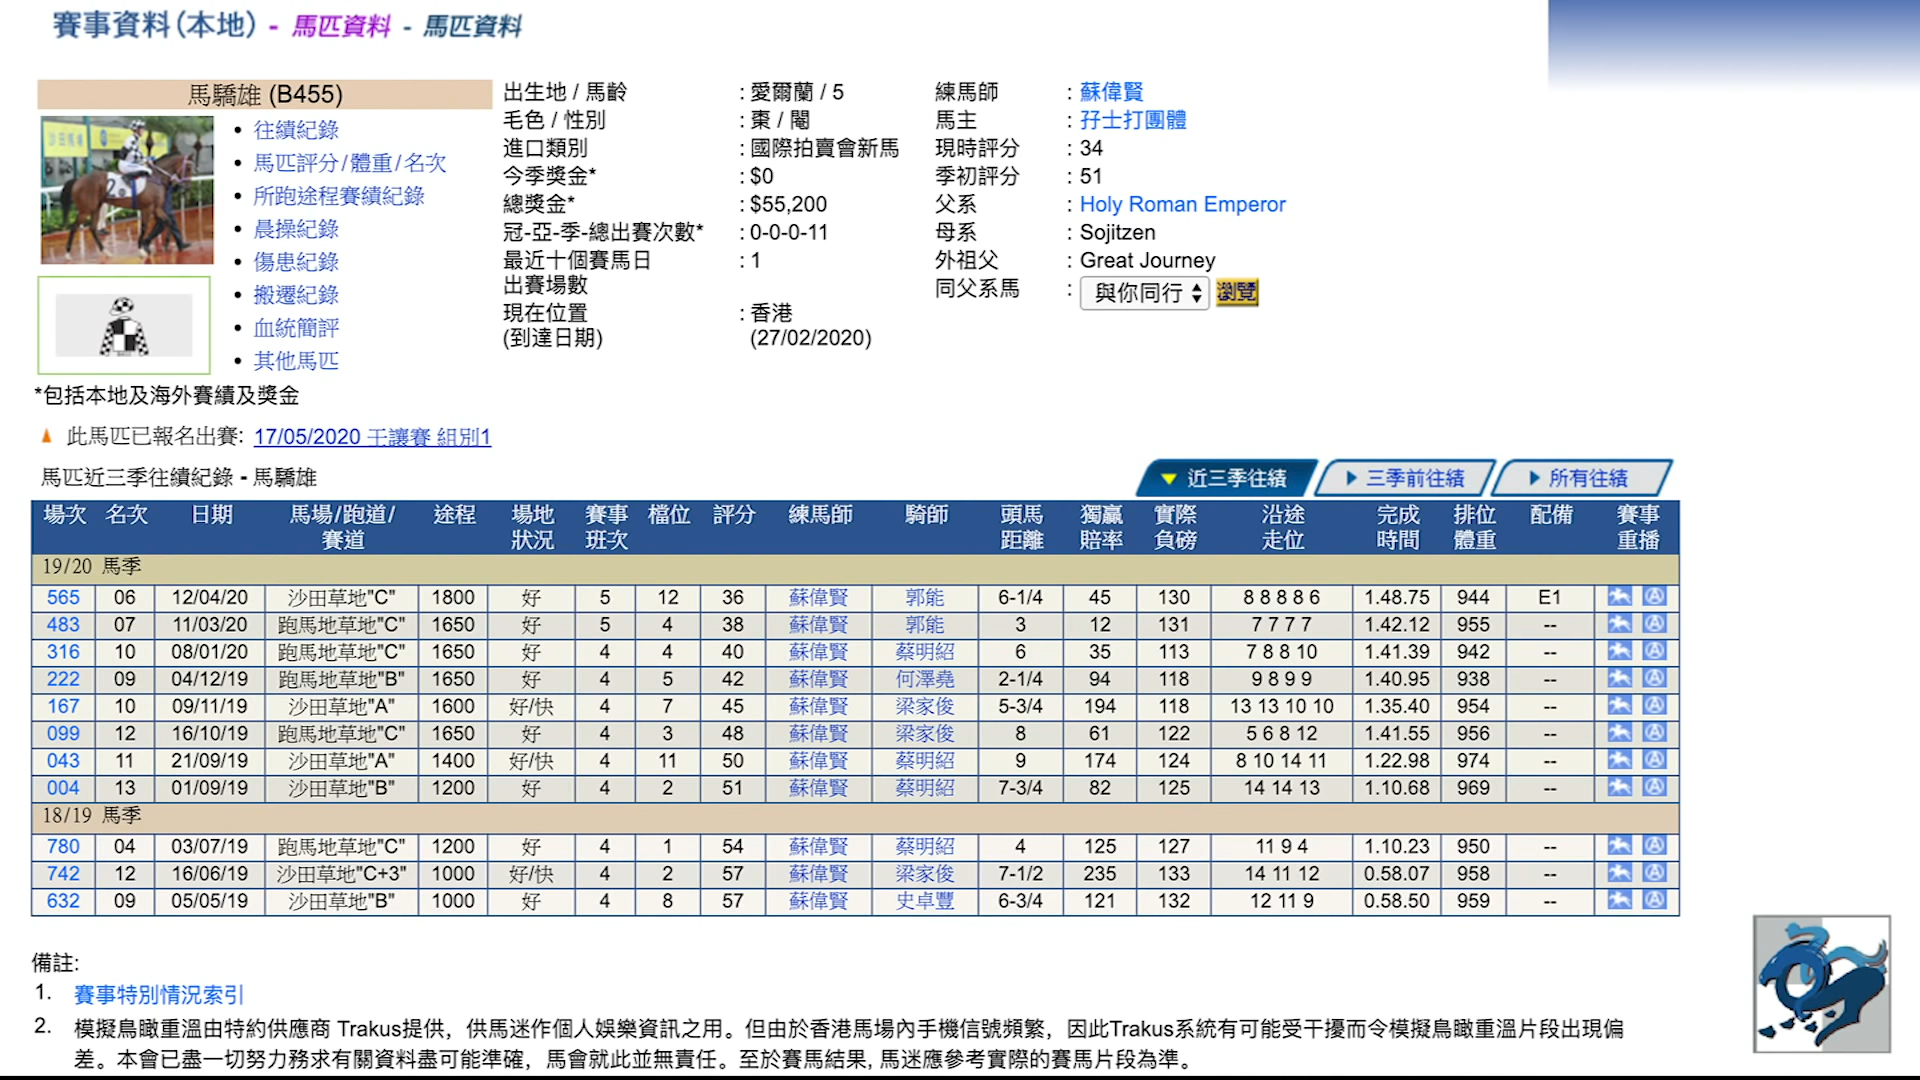 賽事資料(本地) - 馬匹資料 - 馬匹資料
馬驕雄 (B455)
• 往績紀錄
• 馬匹評分/體重/名次
• 所跑途程賽績紀錄
• 晨操紀錄
• 傷患紀錄
• 搬遷紀錄
• 血統簡評
• 其他馬匹
出生地 / 馬齡 : 愛爾蘭 / 5
毛色 / 性別 : 棗 / 閹
進口類別 : 國際拍賣會新馬
今季獎金* : $0
總獎金* : $55,200
冠-亞-季-總出賽次數* : 0-0-0-11
最近十個賽馬日 : 1
出賽場數
現在位置 : 香港
(到達日期) (27/02/2020)
練馬師 : 蘇偉賢
馬主 : 孖士打團體
現時評分 : 34
季初評分 : 51
父系 : Holy Roman Emperor
母系 : Sojitzen
外祖父 : Great Journey
同父系馬 : 與你同行 瀏覽
*包括本地及海外賽績及獎金
此馬匹已報名出賽: 17/05/2020 王讓賽 組別1
馬匹近三季往績紀錄 - 馬驕雄
近三季往績 三季前往績 所有往績
場次 名次 日期 馬場/跑道/ 途程 場地 賽事 檔位 評分 練馬師 騎師 頭馬 獨贏 實際 沿途 完成 排位 配備 賽事
賽道 狀況 班次 距離 賠率 負磅 走位 時間 體重 重播
19/20 馬季
565 06 12/04/20 沙田草地"C" 1800 好 5 12 36 蘇偉賢 郭能 6-1/4 45 130 8 8 8 8 6 1.48.75 944 E1
483 07 11/03/20 跑馬地草地"C" 1650 好 5 4 38 蘇偉賢 郭能 3 12 131 7 7 7 7 1.42.12 955 --
316 10 08/01/20 跑馬地草地"C" 1650 好 4 4 40 蘇偉賢 蔡明紹 6 35 113 7 8 8 10 1.41.39 942 --
222 09 04/12/19 跑馬地草地"B" 1650 好 4 5 42 蘇偉賢 何澤堯 2-1/4 94 118 9 8 9 9 1.40.95 938 --
167 10 09/11/19 沙田草地"A" 1600 好/快 4 7 45 蘇偉賢 梁家俊 5-3/4 194 118 13 13 10 10 1.35.40 954 --
099 12 16/10/19 跑馬地草地"C" 1650 好 4 3 48 蘇偉賢 梁家俊 8 61 122 5 6 8 12 1.41.55 956 --
043 11 21/09/19 沙田草地"A" 1400 好/快 4 11 50 蘇偉賢 蔡明紹 9 174 124 8 10 14 11 1.22.98 974 --
004 13 01/09/19 沙田草地"B" 1200 好 4 2 51 蘇偉賢 蔡明紹 7-3/4 82 125 14 14 13 1.10.68 969 --
18/19 馬季
780 04 03/07/19 跑馬地草地"C" 1200 好 4 1 54 蘇偉賢 蔡明紹 4 125 127 11 9 4 1.10.23 950 --
742 12 16/06/19 沙田草地"C+3" 1000 好/快 4 2 57 蘇偉賢 梁家俊 7-1/2 235 133 14 11 12 0.58.07 958 --
632 09 05/05/19 沙田草地"B" 1000 好 4 8 57 蘇偉賢 史卓豐 6-3/4 121 132 12 11 9 0.58.50 959 --
備註:
1. 賽事特別情況索引
2. 模擬鳥瞰重溫由特約供應商 Trakus提供，供馬迷作個人娛樂資訊之用。但由於香港馬場內手機信號頻繁，因此Trakus系統有可能受干擾而令模擬鳥瞰重溫片段出現偏
差。本會已盡一切努力務求有關資料盡可能準確，馬會就此並無責任。至於賽馬結果, 馬迷應參考實際的賽馬片段為準。